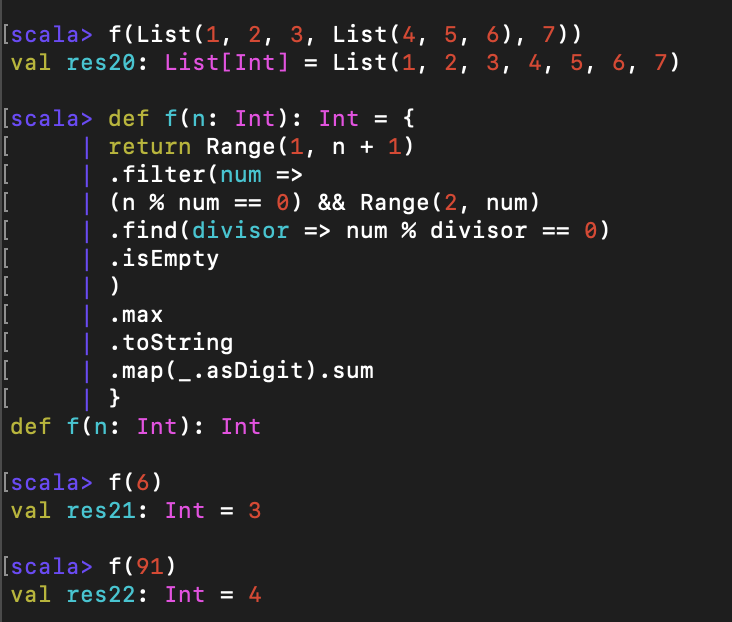 [scala> f(List(1, 2, 3, List(4, 5, 6), 7))
val res20: List[Int] = List(1, 2, 3, 4, 5, 6, 7)
[scala> def f(n: Int): Int = {
[     | return Range(1, n + 1)
[     | .filter(num =>
[     | (n % num == 0) && Range(2, num)
[     | .find(divisor => num % divisor == 0)
[     | .isEmpty
[     | )
[     | .max
[     | .toString
[     | .map(_.asDigit).sum
[     | }
def f(n: Int): Int
[scala> f(6)
val res21: Int = 3
[scala> f(91)
val res22: Int = 4